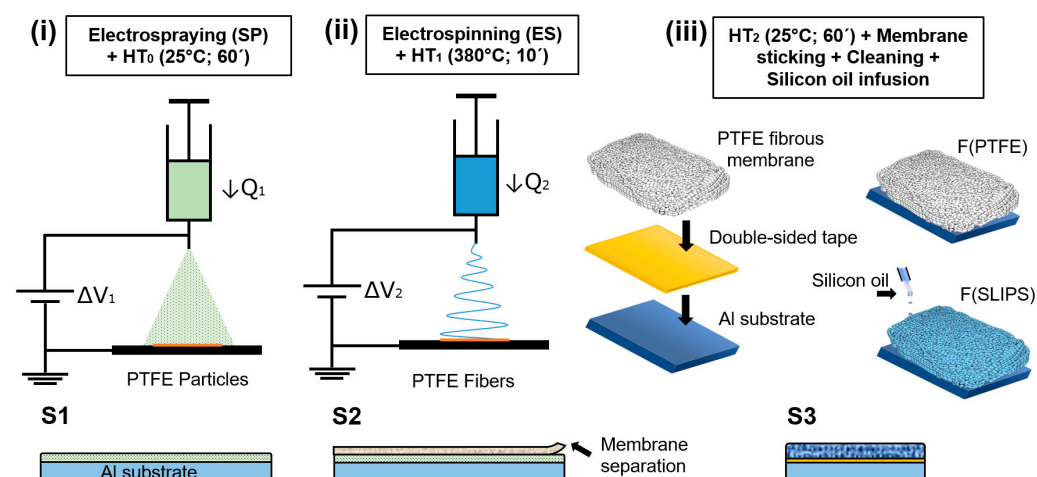 (i)
Electrospraying (SP)
+ HT₀ (25°C; 60´)
↓Q₁
ΔV₁
PTFE Particles
S1
Al substrate
(ii)
Electrospinning (ES)
+ HT₁ (380°C; 10´)
↓Q₂
ΔV₂
PTFE Fibers
S2
Membrane
separation
(iii)
HT₂ (25°C; 60´) + Membrane
sticking + Cleaning +
Silicon oil infusion
PTFE fibrous
membrane
Double-sided tape
Al substrate
F(PTFE)
Silicon oil
F(SLIPS)
S3